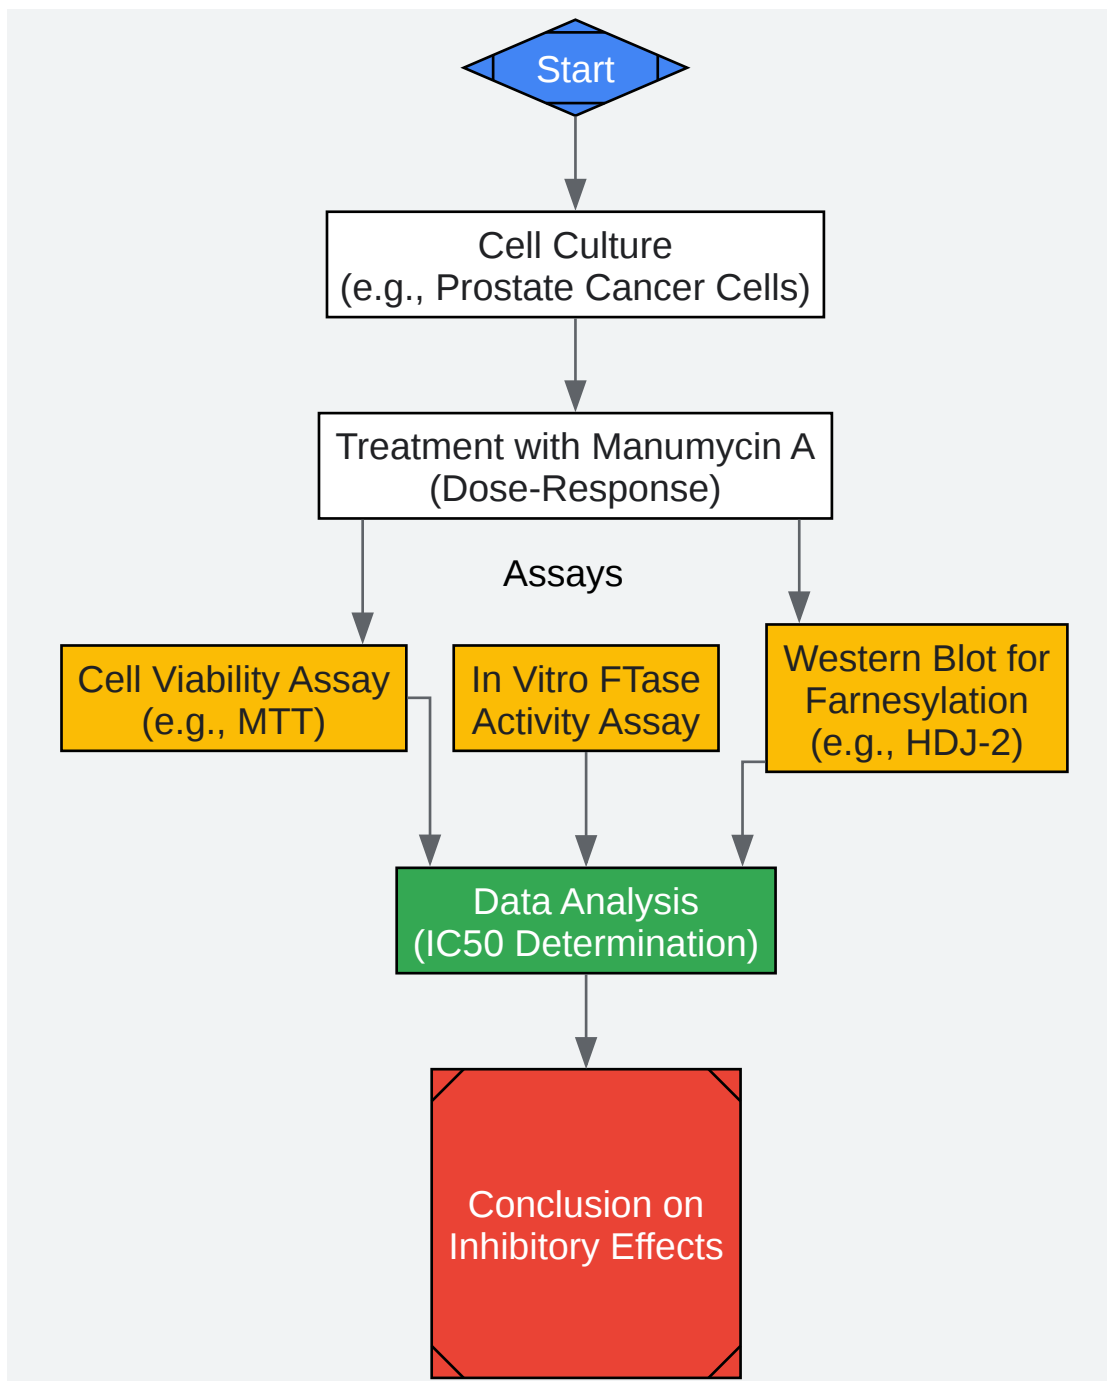 Start
Cell Culture
(e.g., Prostate Cancer Cells)
Treatment with Manumycin A
(Dose-Response)
Assays
Cell Viability Assay
(e.g., MTT)
In Vitro FTase
Activity Assay
Western Blot for
Farnesylation
(e.g., HDJ-2)
Data Analysis
(IC50 Determination)
Conclusion on
Inhibitory Effects